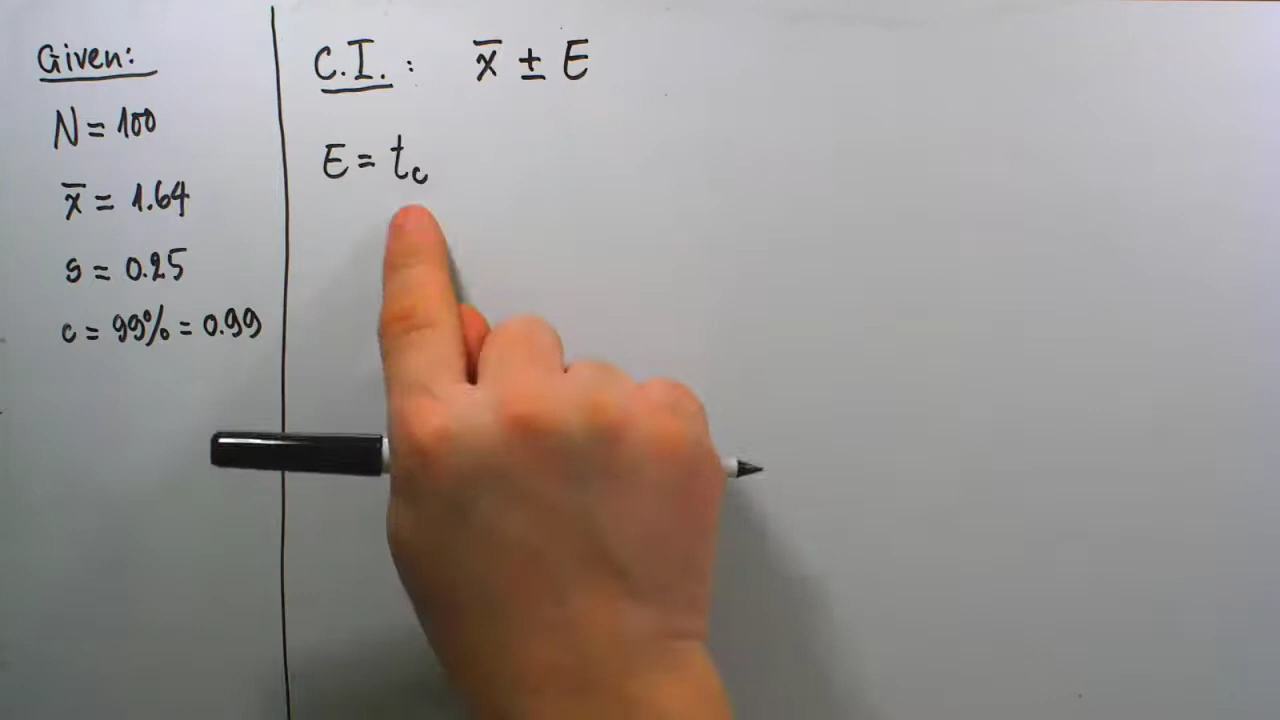 Given:
N = 100
x̄ = 1.64
s = 0.25
c = 99% = 0.99
C.I. : x̄ ± E
E = t_c